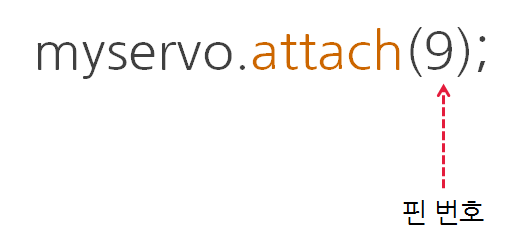 myservo.attach(9);
핀 번호